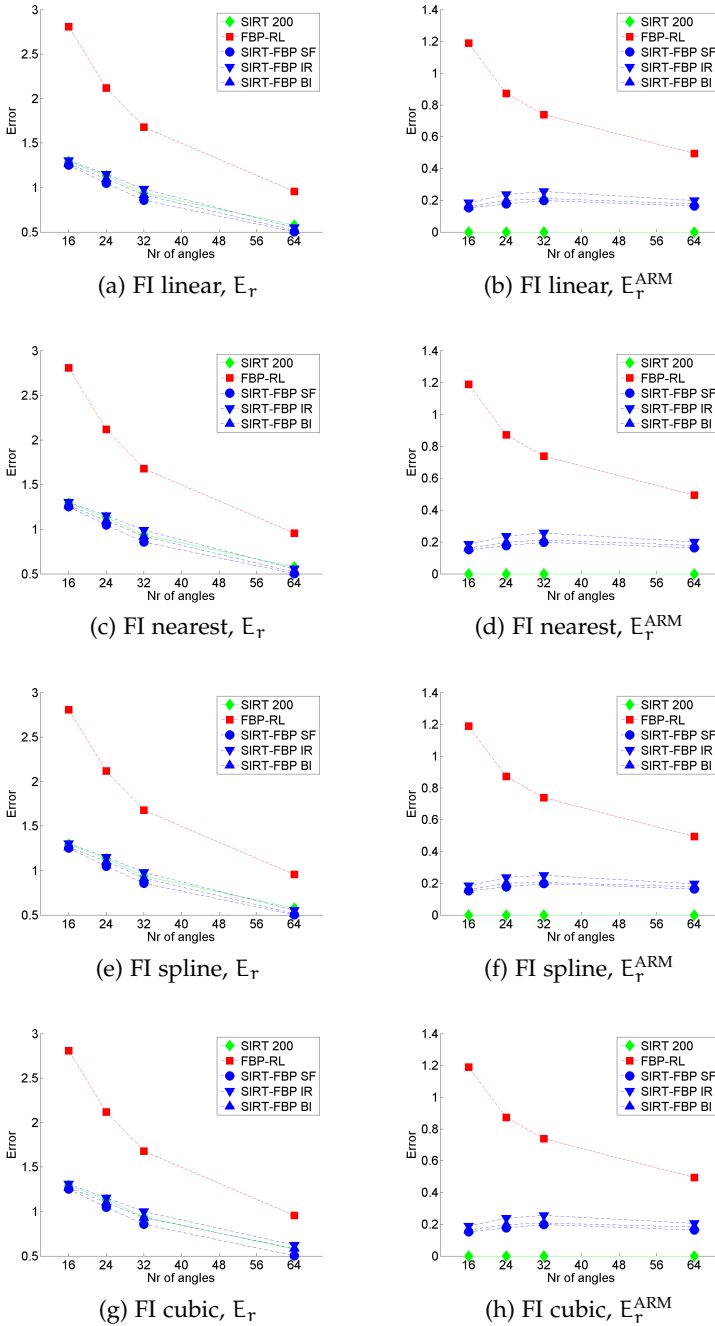 3
2.5
2
1.5
1
0.5
Error
16 24 32 40 48 56 64
Nr of angles
SIRT 200
FBP-RL
SIRT-FBP SF
SIRT-FBP IR
SIRT-FBP BI
(a) FI linear, E_r
1.4
1.2
1
0.8
0.6
0.4
0.2
0
Error
16 24 32 40 48 56 64
Nr of angles
SIRT 200
FBP-RL
SIRT-FBP SF
SIRT-FBP IR
SIRT-FBP BI
(b) FI linear, E_r^ARM
3
2.5
2
1.5
1
0.5
Error
16 24 32 40 48 56 64
Nr of angles
SIRT 200
FBP-RL
SIRT-FBP SF
SIRT-FBP IR
SIRT-FBP BI
(c) FI nearest, E_r
1.4
1.2
1
0.8
0.6
0.4
0.2
0
Error
16 24 32 40 48 56 64
Nr of angles
SIRT 200
FBP-RL
SIRT-FBP SF
SIRT-FBP IR
SIRT-FBP BI
(d) FI nearest, E_r^ARM
3
2.5
2
1.5
1
0.5
Error
16 24 32 40 48 56 64
Nr of angles
SIRT 200
FBP-RL
SIRT-FBP SF
SIRT-FBP IR
SIRT-FBP BI
(e) FI spline, E_r
1.4
1.2
1
0.8
0.6
0.4
0.2
0
Error
16 24 32 40 48 56 64
Nr of angles
SIRT 200
FBP-RL
SIRT-FBP SF
SIRT-FBP IR
SIRT-FBP BI
(f) FI spline, E_r^ARM
3
2.5
2
1.5
1
0.5
Error
16 24 32 40 48 56 64
Nr of angles
SIRT 200
FBP-RL
SIRT-FBP SF
SIRT-FBP IR
SIRT-FBP BI
(g) FI cubic, E_r
1.4
1.2
1
0.8
0.6
0.4
0.2
0
Error
16 24 32 40 48 56 64
Nr of angles
SIRT 200
FBP-RL
SIRT-FBP SF
SIRT-FBP IR
SIRT-FBP BI
(h) FI cubic, E_r^ARM